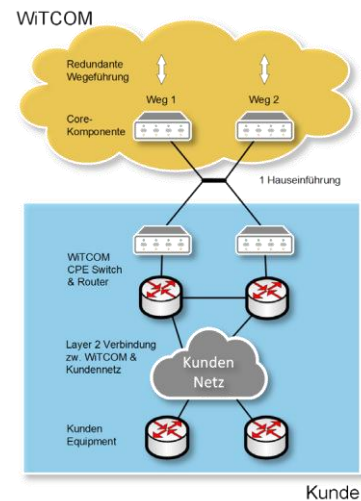 WiTCOM
Redundante
Wegeführung
Weg 1
Weg 2
Core-
Komponente
1 Hauseinführung
WiTCOM
CPE Switch
& Router
Layer 2 Verbindung
zw. WiTCOM &
Kundennetz
Kunden
Netz
Kunden
Equipment
Kunde